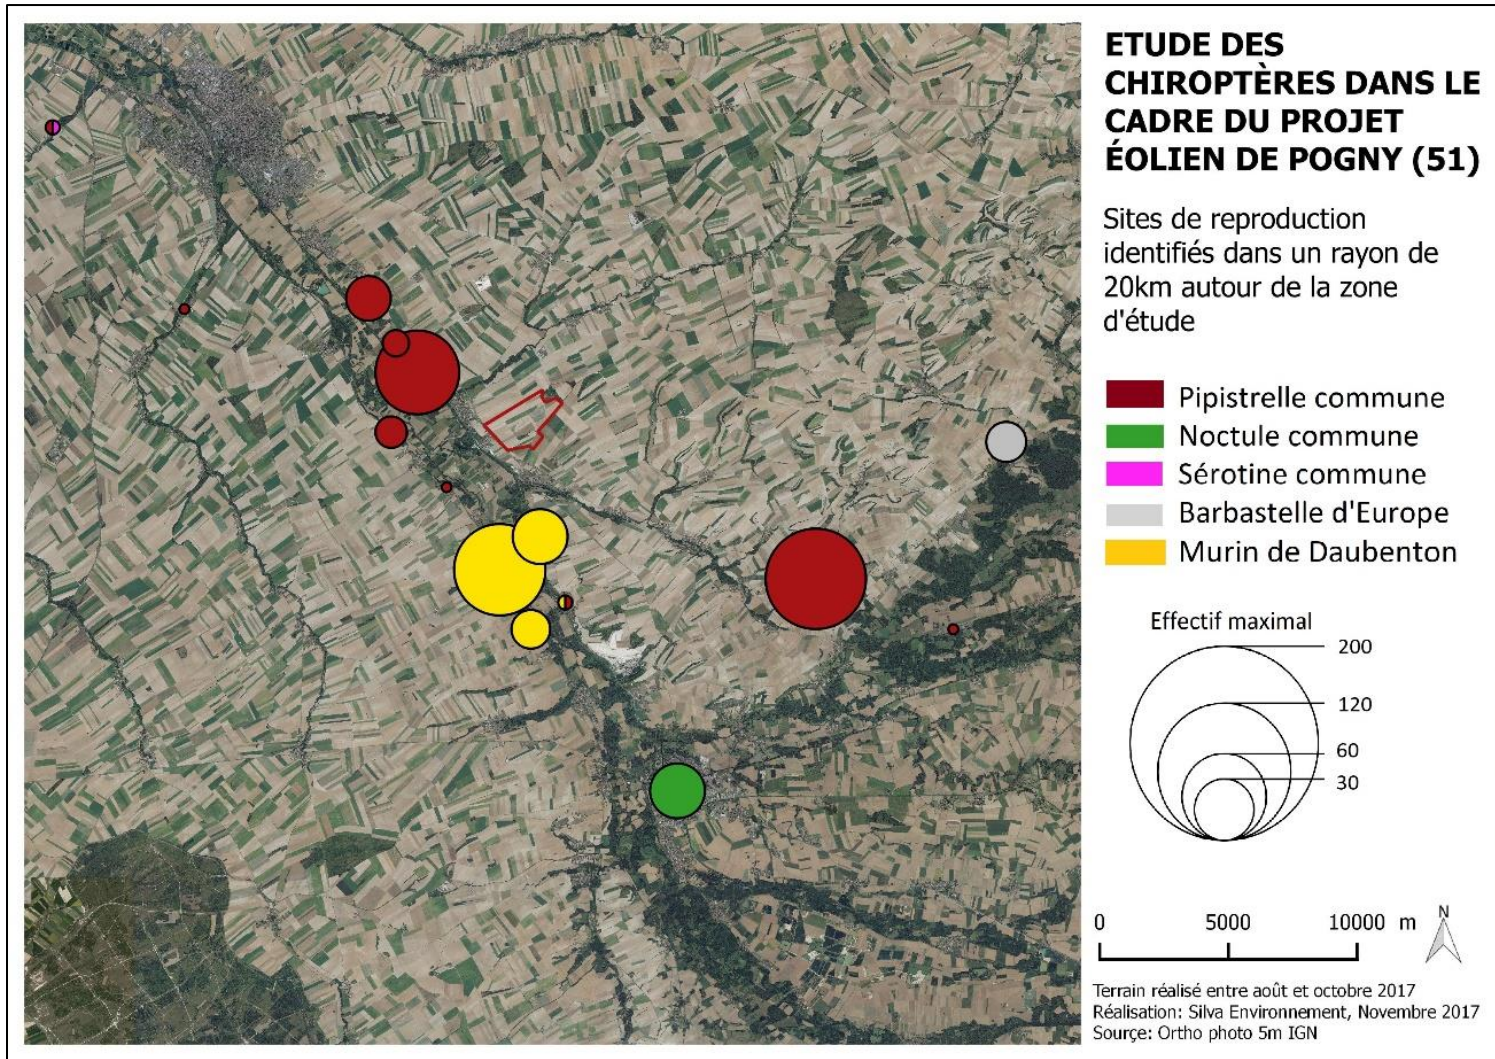 ETUDE DES
CHIROPTÈRES DANS LE
CADRE DU PROJET
ÉOLIEN DE POGNY (51)
Sites de reproduction
identifiés dans un rayon de
20km autour de la zone
d'étude
Pipistrelle commune
Noctule commune
Sérotine commune
Barbastelle d'Europe
Murin de Daubenton
Effectif maximal
200
120
60
30
0 5000 10000 m N
Terrain réalisé entre août et octobre 2017
Réalisation: Silva Environnement, Novembre 2017
Sourçe: Ortho photo 5m IGN